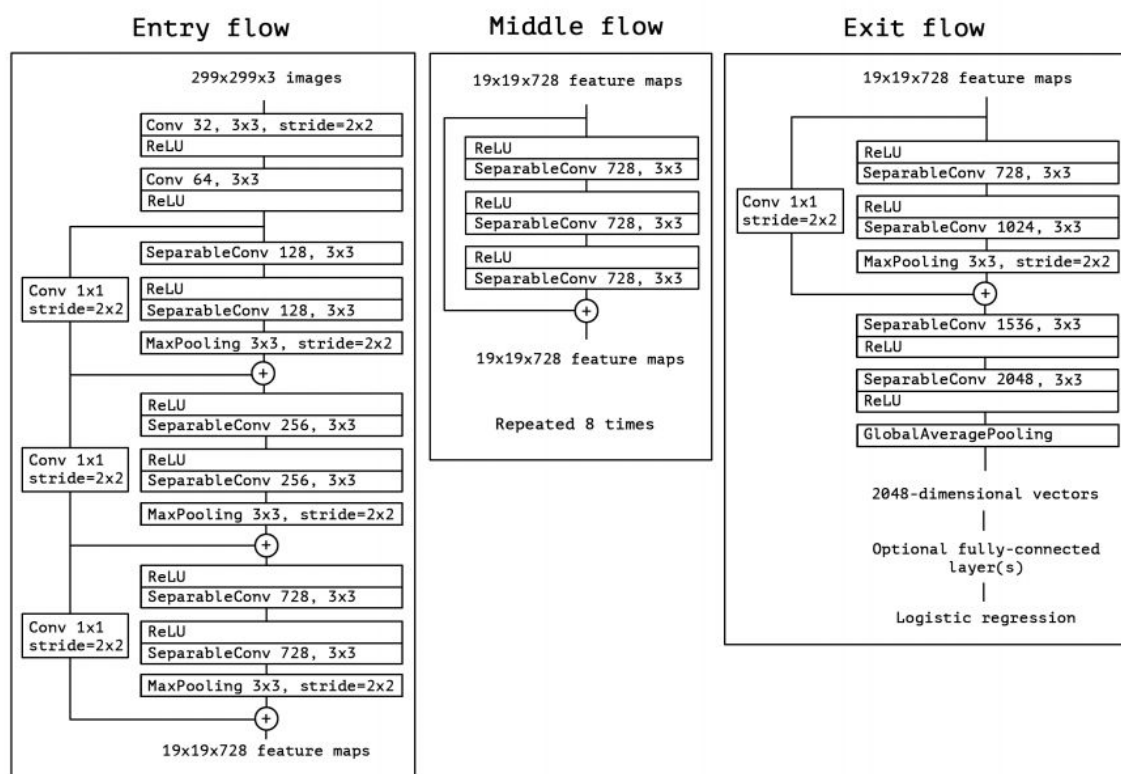 Entry flow
299x299x3 images
Conv 32, 3x3, stride=2x2
ReLU
Conv 64, 3x3
ReLU
SeparableConv 128, 3x3
Conv 1x1
stride=2x2
ReLU
SeparableConv 128, 3x3
MaxPooling 3x3, stride=2x2
+
ReLU
SeparableConv 256, 3x3
Conv 1x1
stride=2x2
ReLU
SeparableConv 256, 3x3
MaxPooling 3x3, stride=2x2
+
ReLU
SeparableConv 728, 3x3
Conv 1x1
stride=2x2
ReLU
SeparableConv 728, 3x3
MaxPooling 3x3, stride=2x2
+
19x19x728 feature maps
Middle flow
19x19x728 feature maps
ReLU
SeparableConv 728, 3x3
ReLU
SeparableConv 728, 3x3
ReLU
SeparableConv 728, 3x3
+
19x19x728 feature maps
Repeated 8 times
Exit flow
19x19x728 feature maps
ReLU
SeparableConv 728, 3x3
Conv 1x1
stride=2x2
ReLU
SeparableConv 1024, 3x3
MaxPooling 3x3, stride=2x2
+
SeparableConv 1536, 3x3
ReLU
SeparableConv 2048, 3x3
ReLU
GlobalAveragePooling
2048-dimensional vectors
Optional fully-connected
layer(s)
Logistic regression